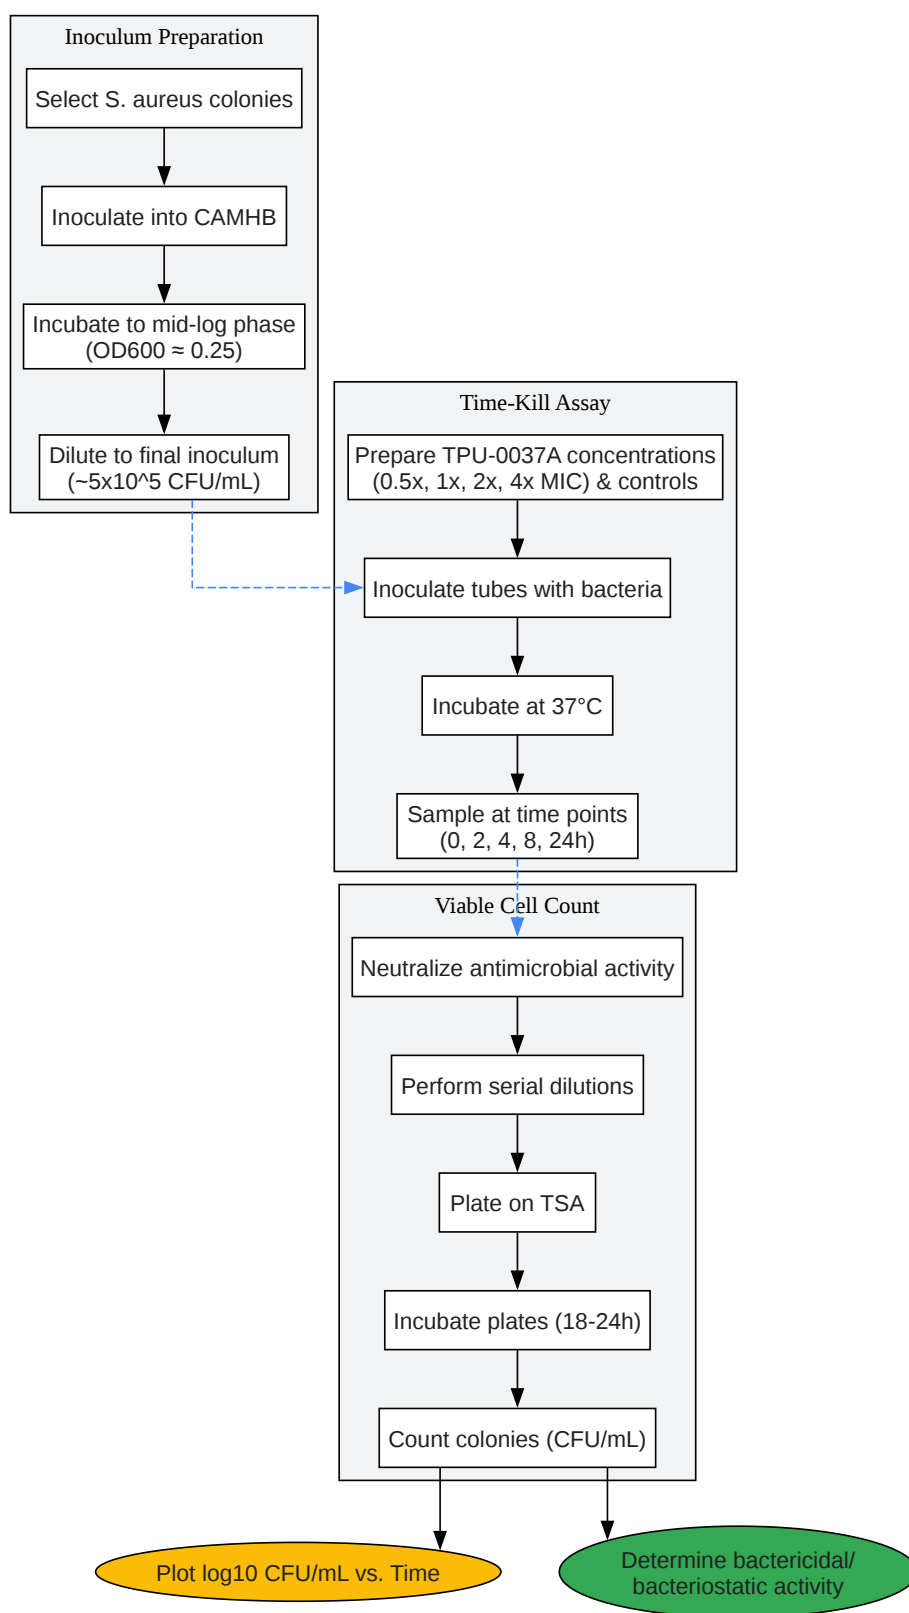 Inoculum Preparation
Select S. aureus colonies
Inoculate into CAMHB
Incubate to mid-log phase
(OD600 ≈ 0.25)
Dilute to final inoculum
(~5x10^5 CFU/mL)
Time-Kill Assay
Prepare TPU-0037A concentrations
(0.5x, 1x, 2x, 4x MIC) & controls
Inoculate tubes with bacteria
Incubate at 37°C
Sample at time points
(0, 2, 4, 8, 24h)
Viable Cell Count
Neutralize antimicrobial activity
Perform serial dilutions
Plate on TSA
Incubate plates (18-24h)
Count colonies (CFU/mL)
Plot log10 CFU/mL vs. Time
Determine bactericidal/
bacteriostatic activity